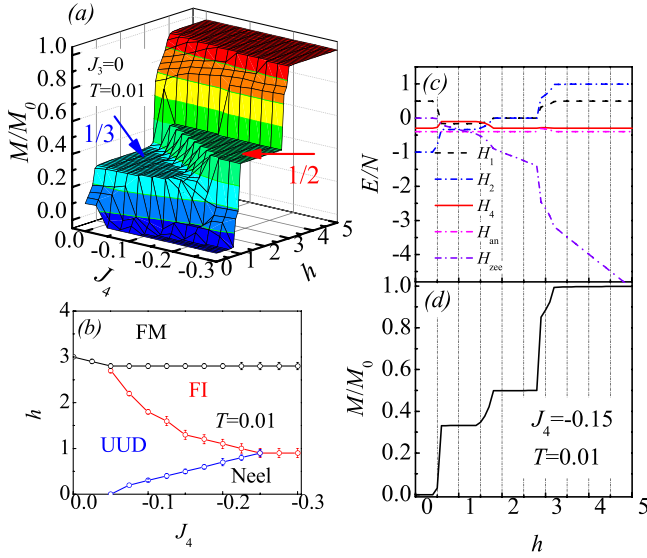 (a)
J3=0
T=0.01
1/3
1/2
M/M0
1.0
0.8
0.6
0.4
0.2
0.0
0.0
-0.1
-0.2
-0.3
J4
0 1 2 3 4 5
h
(b)
FM
FI
T=0.01
UUD
Neel
h
4
3
2
1
0
0.0 -0.1 -0.2 -0.3
J4
(c)
E/N
1
0
-1
-2
-3
-4
H1
H2
H4
Han
Hzee
(d)
M/M0
1.0
0.8
0.6
0.4
0.2
0.0
J4=-0.15
T=0.01
0 1 2 3 4 5
h